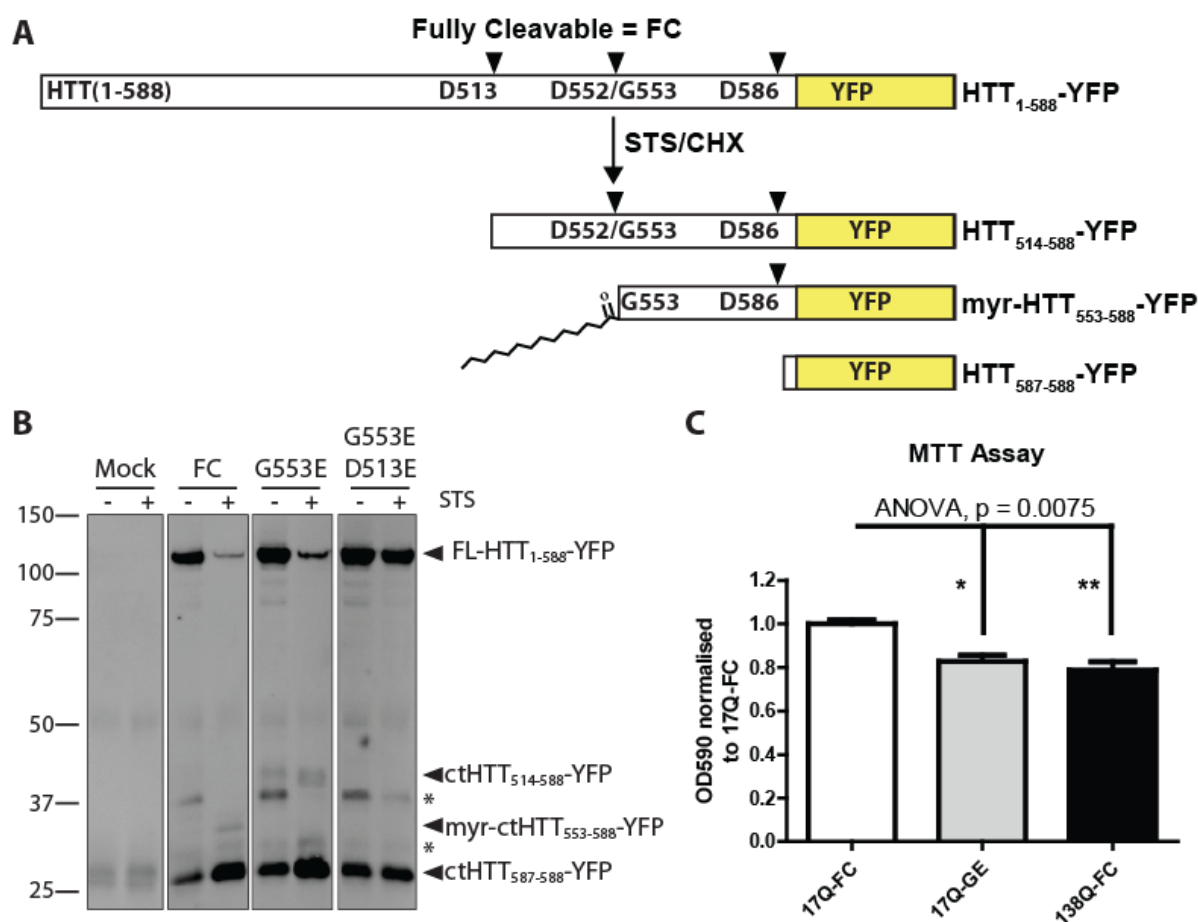 A
Fully Cleavable = FC
HTT(1-588) D513 D552/G553 D586 YFP HTT1-588-YFP
STS/CHX
D552/G553 D586 YFP HTT514-588-YFP
o
G553 D586 YFP myr-HTT553-588-YFP
YFP HTT587-588-YFP
B
Mock FC G553E G553E D513E
- + - + - + - + STS
150
100
75
50
37
25
FL-HTT1-588-YFP
ctHTT514-588-YFP
*
myr-ctHTT553-588-YFP
*
ctHTT587-588-YFP
C
MTT Assay
ANOVA, p = 0.0075
* **
OD590 normalised
to 17Q-FC
1.2
1.0
0.8
0.6
0.4
0.2
0.0
17Q-FC 17Q-GE 138Q-FC